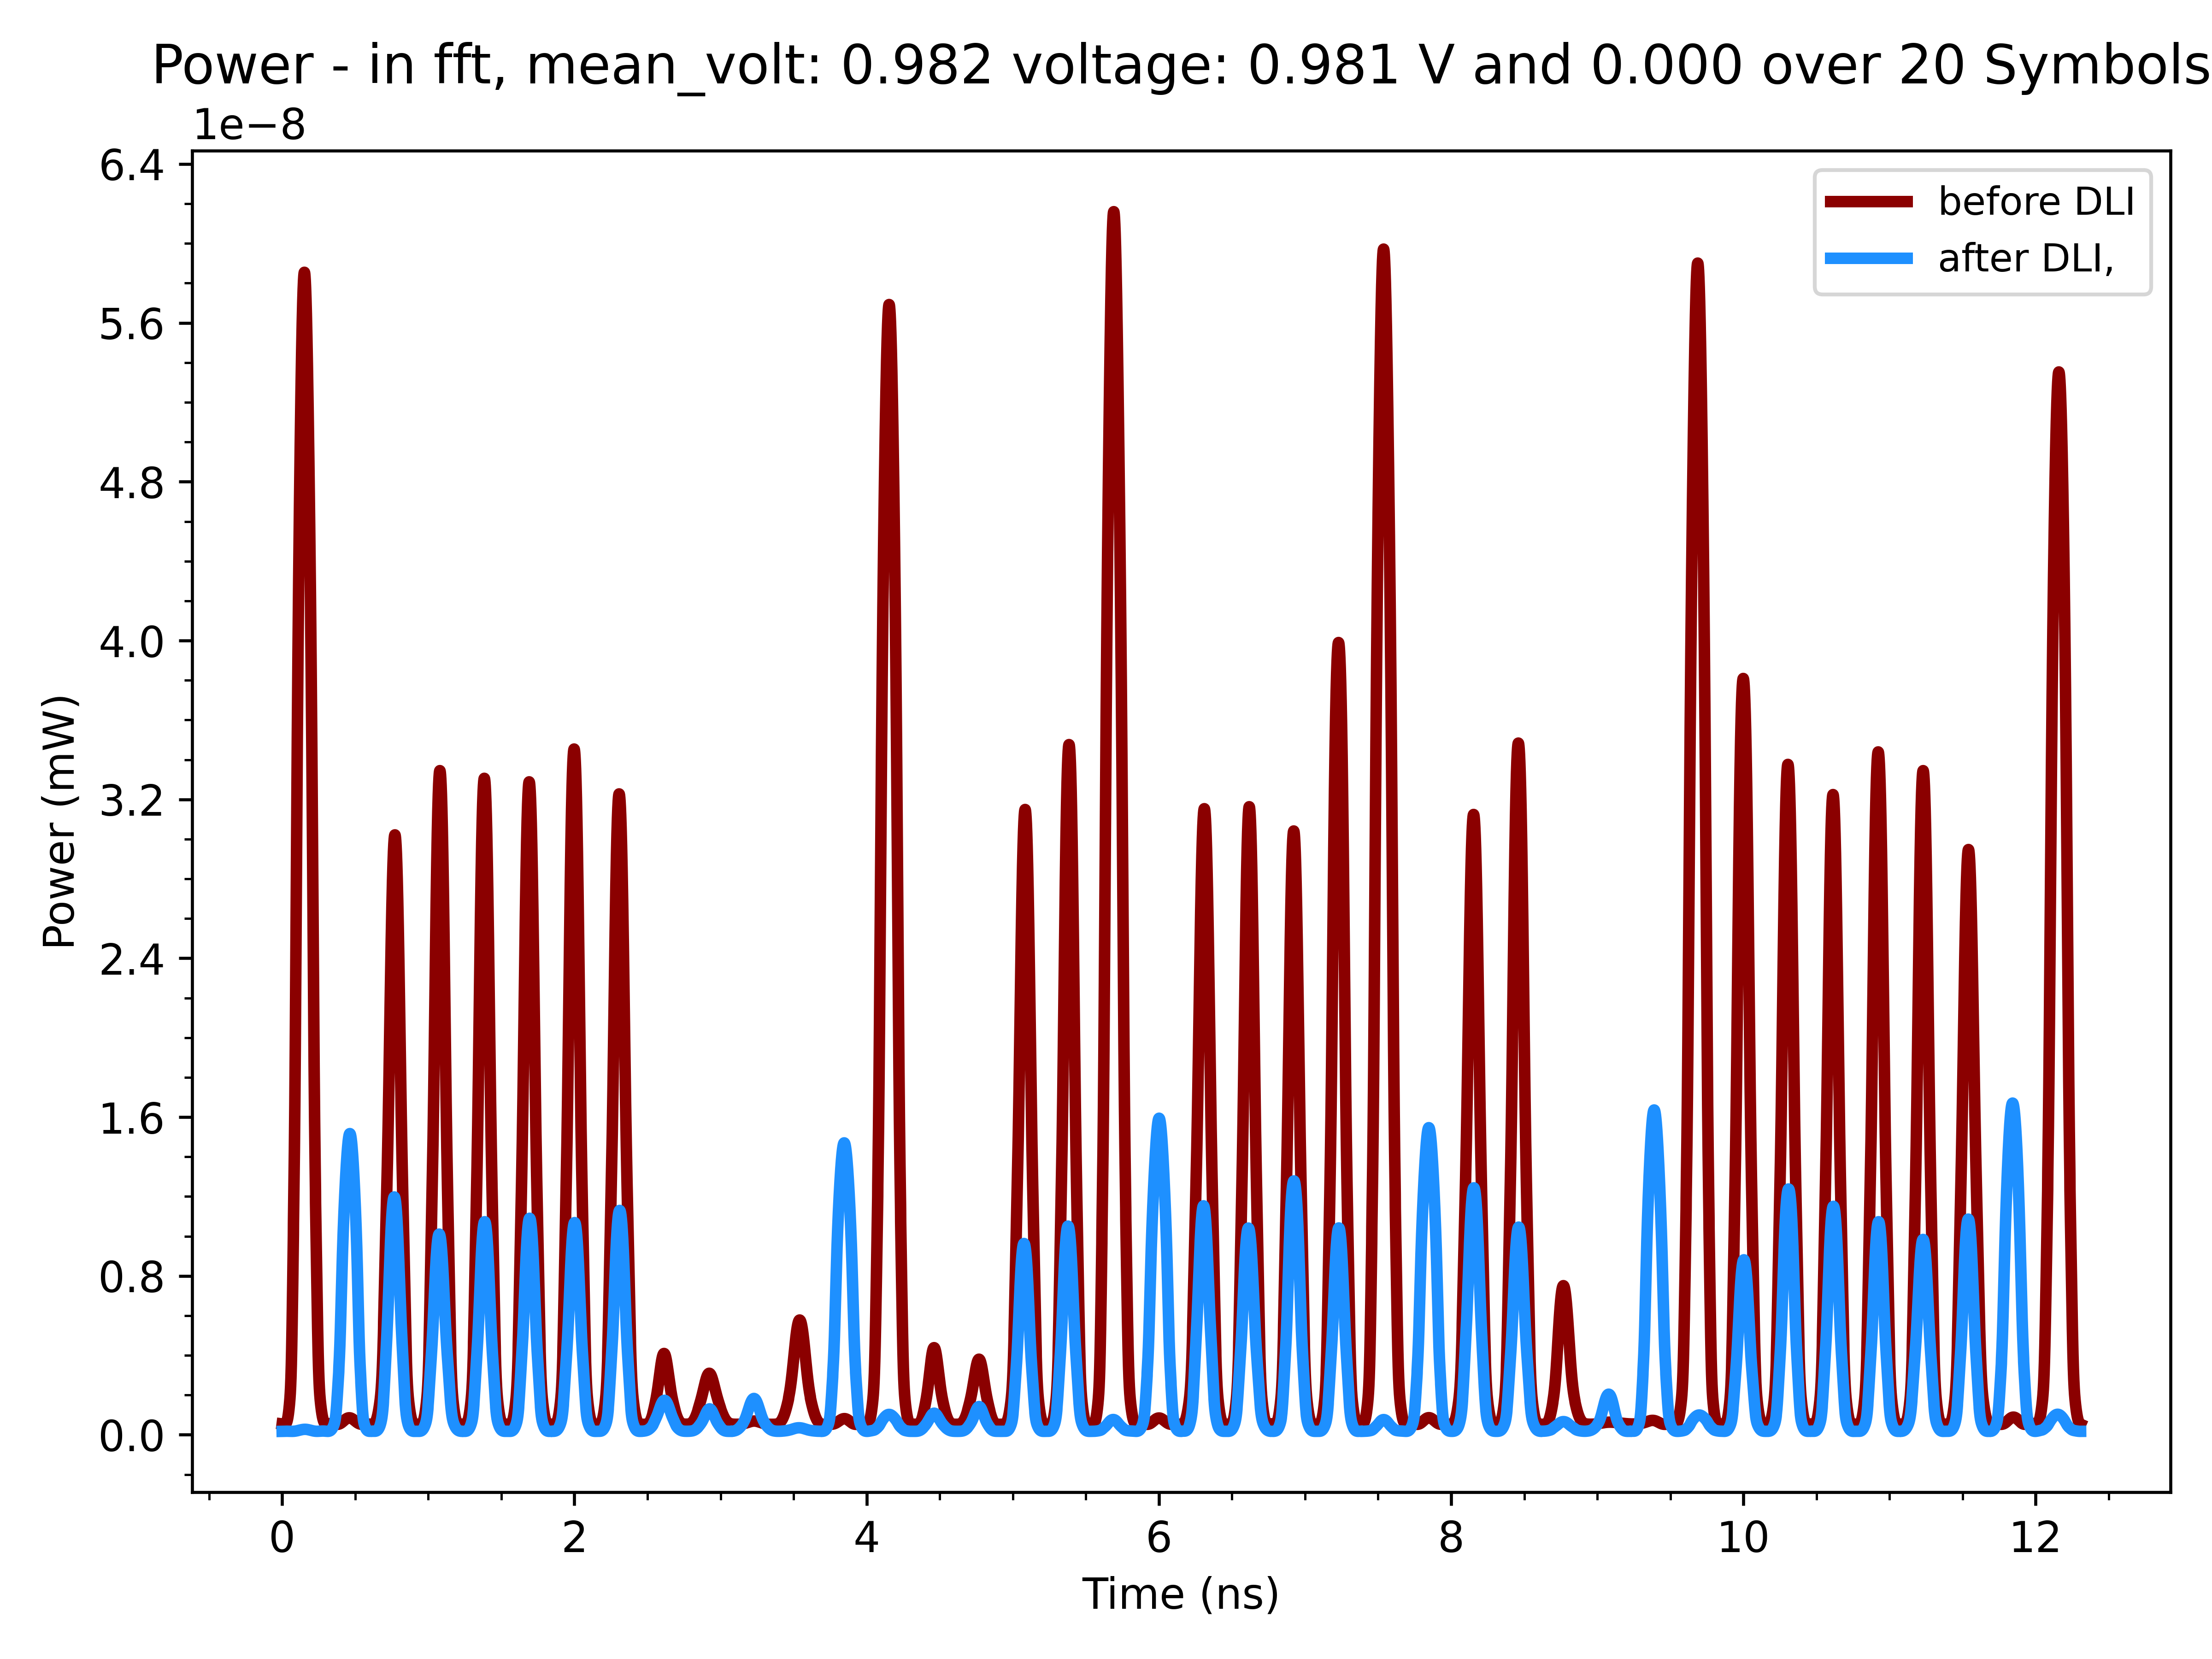 Power - in fft, mean_volt: 0.982 voltage: 0.981 V and 0.000 over 20 Symbols
1e−8
6.4
5.6
4.8
4.0
3.2
2.4
1.6
0.8
0.0
Power (mW)
before DLI
after DLI,
0 2 4 6 8 10 12
Time (ns)